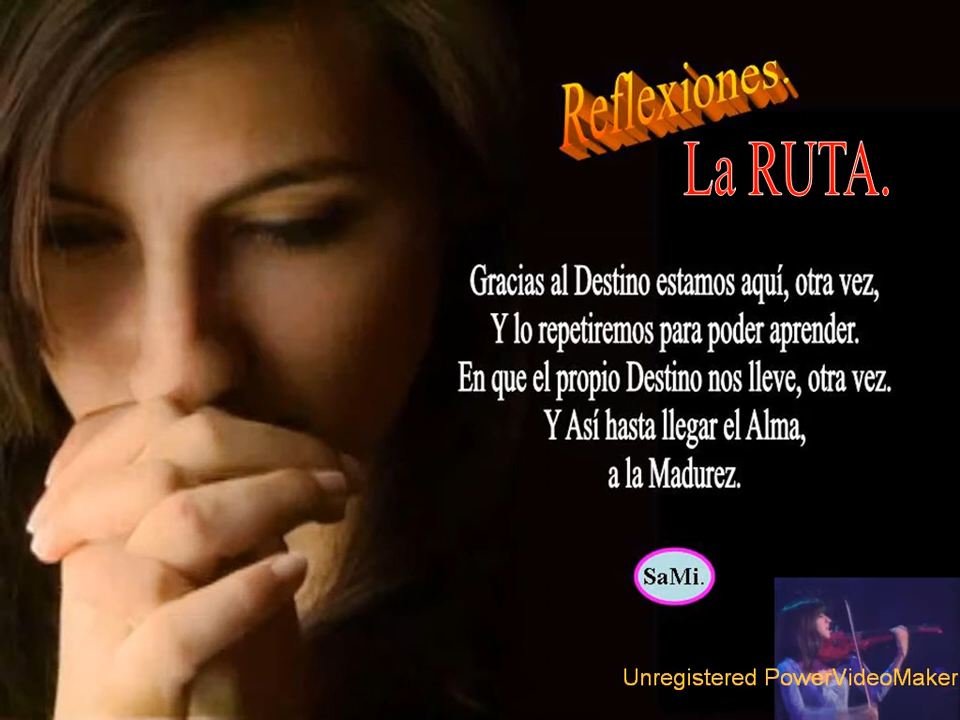 Reflexiones.
La RUTA.
Gracias al Destino estamos aquí, otra vez,
Y lo repetiremos para poder aprender.
En que el propio Destino nos lleve, otra vez.
Y Así hasta llegar el Alma,
a la Madurez.
SaMi.
Unregistered PowerVideoMaker